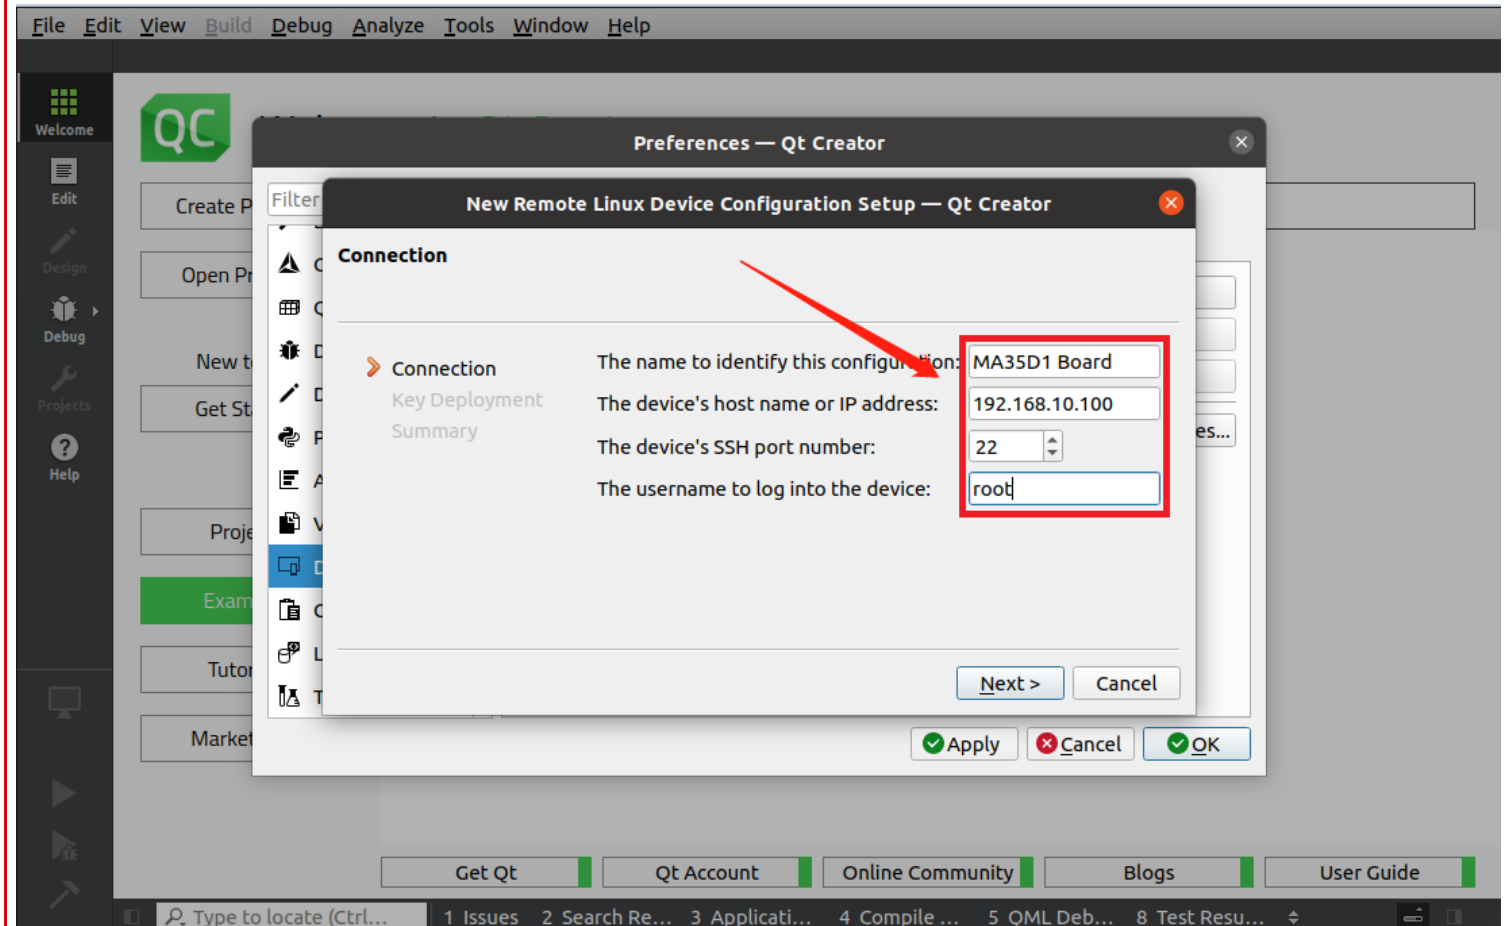 File Edit View Build Debug Analyze Tools Window Help
Welcome
Edit
Design
Debug
Projects
Help
QC
Create P
Open Pr
New t
Get St
Proje
Exam
Tutor
Market
Preferences — Qt Creator
Filter
New Remote Linux Device Configuration Setup — Qt Creator
Connection
Connection
Key Deployment
Summary
The name to identify this configuration: MA35D1 Board
The device's host name or IP address: 192.168.10.100
The device's SSH port number: 22
The username to log into the device: root
es...
Next > Cancel
Apply Cancel OK
Get Qt Qt Account Online Community Blogs User Guide
Type to locate (Ctrl... 1 Issues 2 Search Re... 3 Applicati... 4 Compile ... 5 QML Deb... 8 Test Resu...